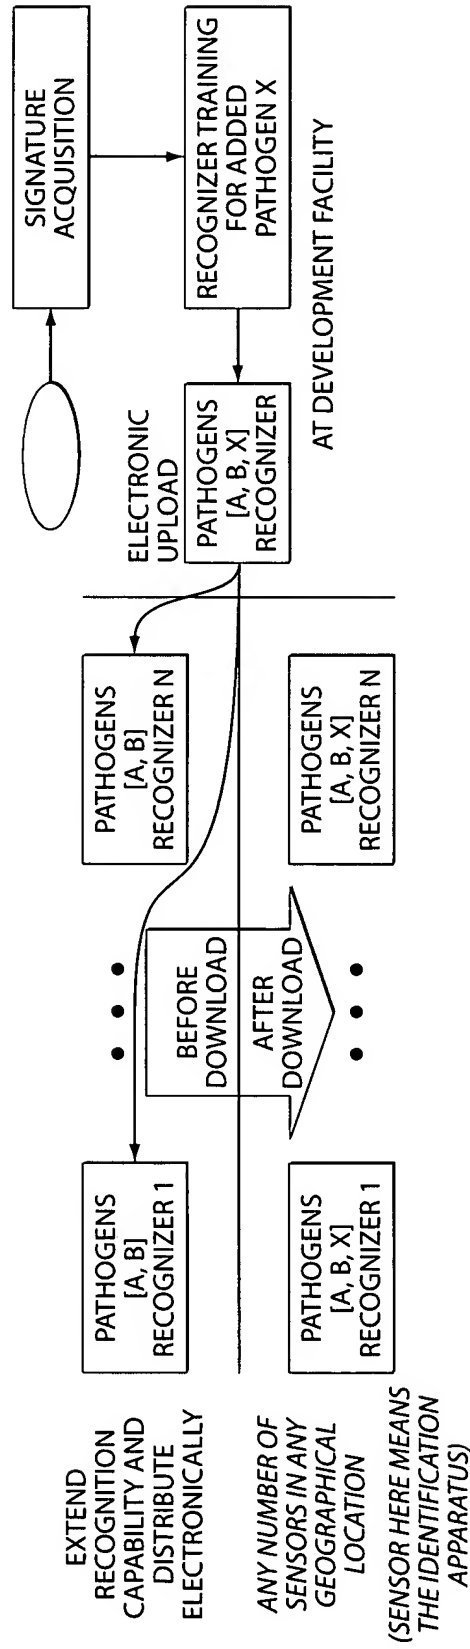 EXTEND
RECOGNITION
CAPABILITY AND
DISTRIBUTE
ELECTRONICALLY
ANY NUMBER OF
SENSORS IN ANY
GEOGRAPHICAL
LOCATION
(SENSOR HERE MEANS
THE IDENTIFICATION
APPARATUS)
PATHOGENS
[A, B]
RECOGNIZER 1
PATHOGENS
[A, B, X]
RECOGNIZER 1
BEFORE
DOWNLOAD
AFTER
DOWNLOAD
PATHOGENS
[A, B]
RECOGNIZER N
PATHOGENS
[A, B, X]
RECOGNIZER N
ELECTRONIC
UPLOAD
PATHOGENS
[A, B, X]
RECOGNIZER
SIGNATURE
ACQUISITION
RECOGNIZER TRAINING
FOR ADDED
PATHOGEN X
AT DEVELOPMENT FACILITY